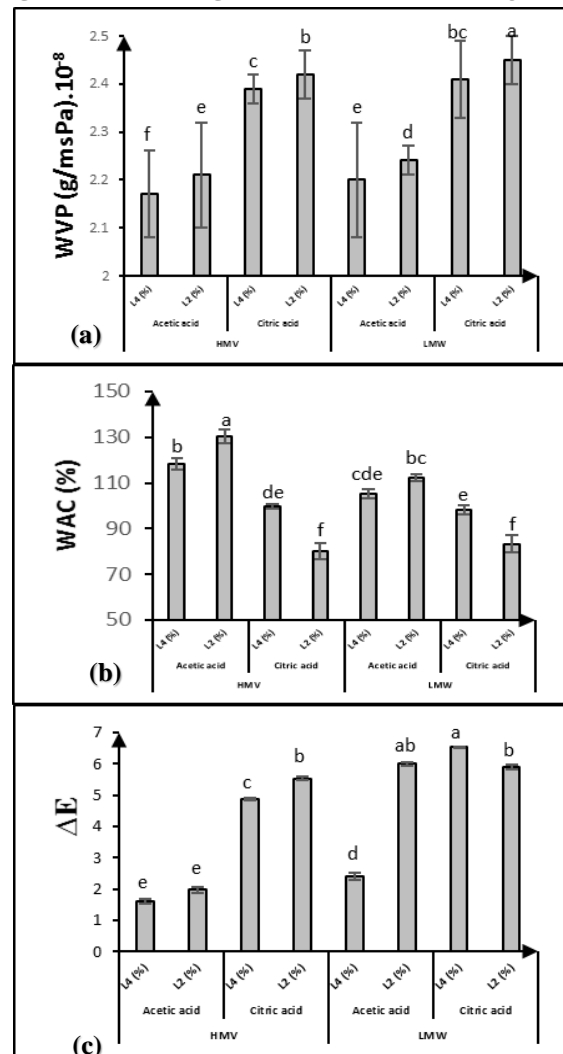 WVP (g/msPa).10⁻⁸
2.5
2.4
2.3
2.2
2.1
2
f
e
c
b
e
d
bc
a
L4 (%) L2 (%) L4 (%) L2 (%) L4 (%) L2 (%) L4 (%) L2 (%)
Acetic acid Citric acid Acetic acid Citric acid
HMV LMW
(a)
WAC (%)
150
130
110
90
70
50
b
a
de
f
cde
bc
e
f
L4 (%) L2 (%) L4 (%) L2 (%) L4 (%) L2 (%) L4 (%) L2 (%)
Acetic acid Citric acid Acetic acid Citric acid
HMV LMW
(b)
ΔE
7
6
5
4
3
2
1
0
e
e
c
b
d
ab
a
b
L4 (%) L2 (%) L4 (%) L2 (%) L4 (%) L2 (%) L4 (%) L2 (%)
Acetic acid Citric acid Acetic acid Citric acid
HMV LMW
(c)